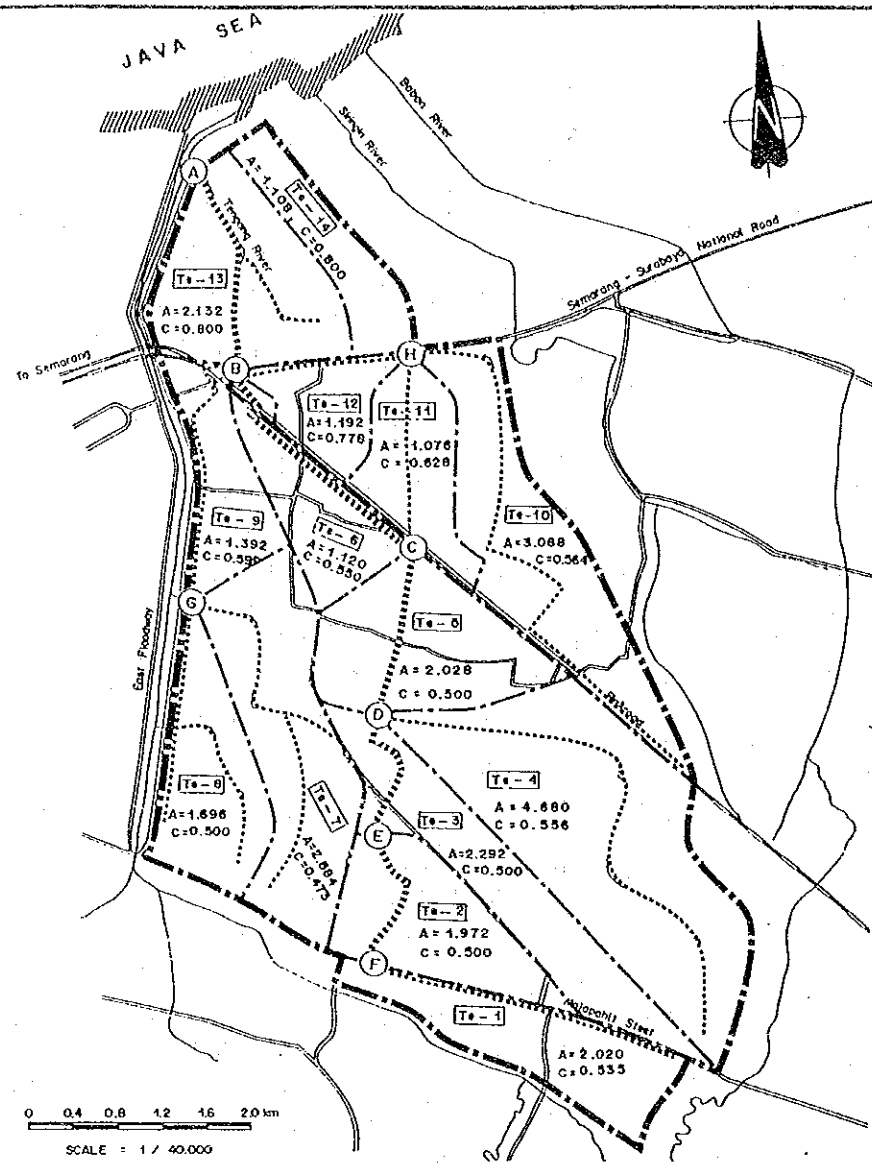 JAVA SEA
Babon River
Sringin River
N
A
Tenggang River
Te-14
A=1.108
C=0.800
Semarang - Surabaya National Road
Te-13
A=2.132
C=0.800
To Semarang
B
H
Te-12
A=1.192
C=0.778
Te-11
A=1.076
C=0.628
Te-9
A=1.392
Te-6
A=1.120
C=0.550
C
Te-10
A=3.068
C=0.564
G
East Floodway
Te-5
A=2.028
C=0.500
Railroad
D
Te-8
A=1.696
C=0.500
Te-7
C=0.473
Te-3
A=2.292
C=0.500
Te-4
A=4.680
C=0.556
E
Te-2
A=1.972
C=0.500
F
Te-1
Majapahit Street
A=2.020
C=0.535
0 0.4 0.8 1.2 1.6 2.0 km
SCALE = 1 / 40.000